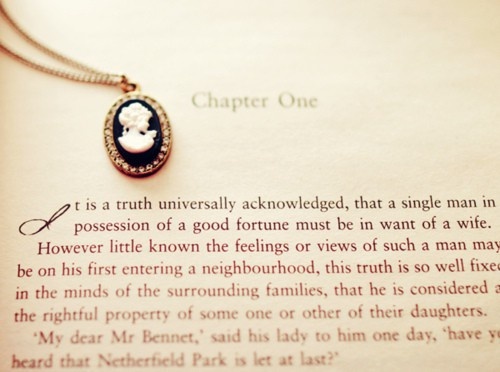 Chapter One
It is a truth universally acknowledged, that a single man in
possession of a good fortune must be in want of a wife.
However little known the feelings or views of such a man may
be on his first entering a neighbourhood, this truth is so well fixe
in the minds of the surrounding families, that he is considered a
the rightful property of some one or other of their daughters.
'My dear Mr Bennet,' said his lady to him one day, 'have y
heard that Netherfield Park is let at last?'